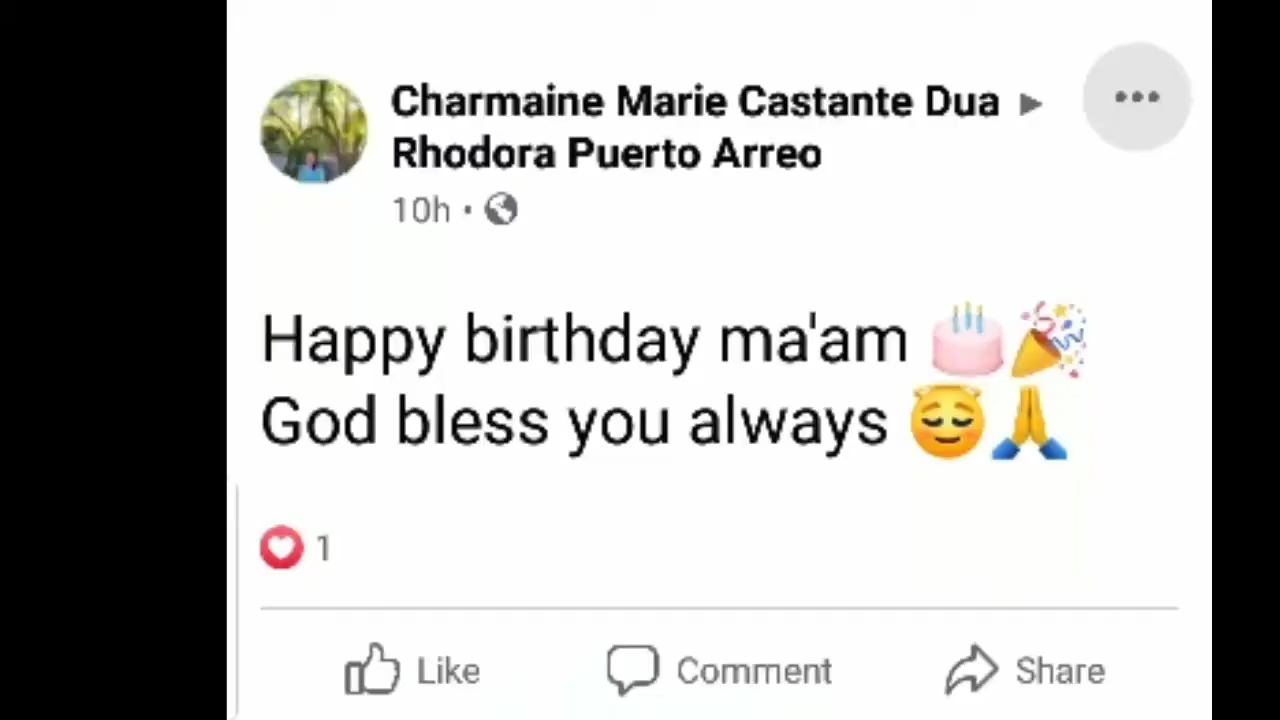 Charmaine Marie Castante Dua ▶
Rhodora Puerto Arreo
10h ·
Happy birthday ma'am 🎂🎉
God bless you always 😇🙏
1
Like Comment Share